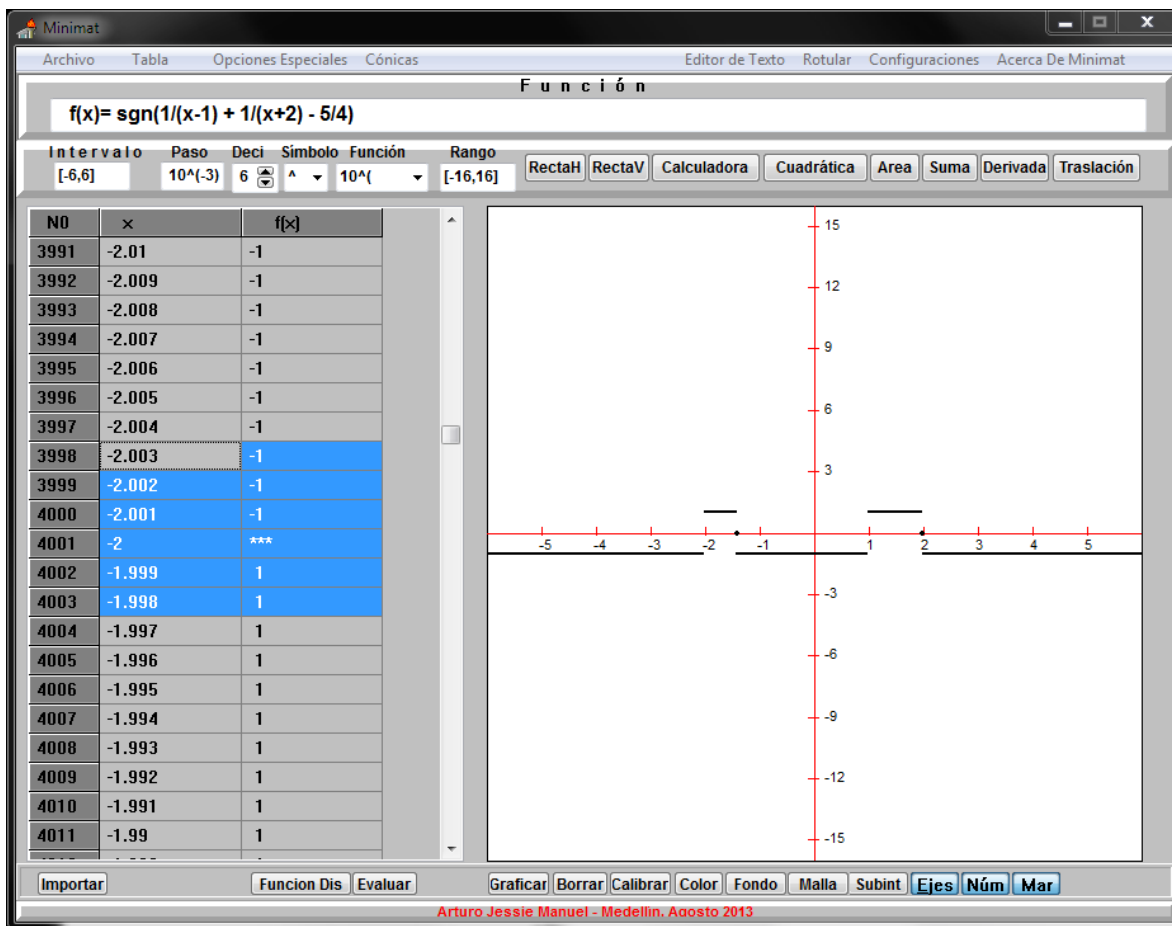 Minimat
Archivo Tabla Opciones Especiales Cónicas Editor de Texto Rotular Configuraciones Acerca De Minimat
Función
f(x)= sgn(1/(x-1) + 1/(x+2) - 5/4)
Intervalo Paso Deci Simbolo Función Rango
[-6,6] 10^(-3) 6 ^ 10^( [-16,16] RectaH RectaV Calculadora Cuadrática Area Suma Derivada Traslación
N0 x f(x)
3991 -2.01 -1
3992 -2.009 -1
3993 -2.008 -1
3994 -2.007 -1
3995 -2.006 -1
3996 -2.005 -1
3997 -2.004 -1
3998 -2.003 -1
3999 -2.002 -1
4000 -2.001 -1
4001 -2 ***
4002 -1.999 1
4003 -1.998 1
4004 -1.997 1
4005 -1.996 1
4006 -1.995 1
4007 -1.994 1
4008 -1.993 1
4009 -1.992 1
4010 -1.991 1
4011 -1.99 1
15
12
9
6
3
-5 -4 -3 -2 -1 1 2 3 4 5
-3
-6
-9
-12
-15
Importar Funcion Dis Evaluar Graficar Borrar Calibrar Color Fondo Malla Subint Ejes Núm Mar
Arturo Jessie Manuel - Medellin. Agosto 2013